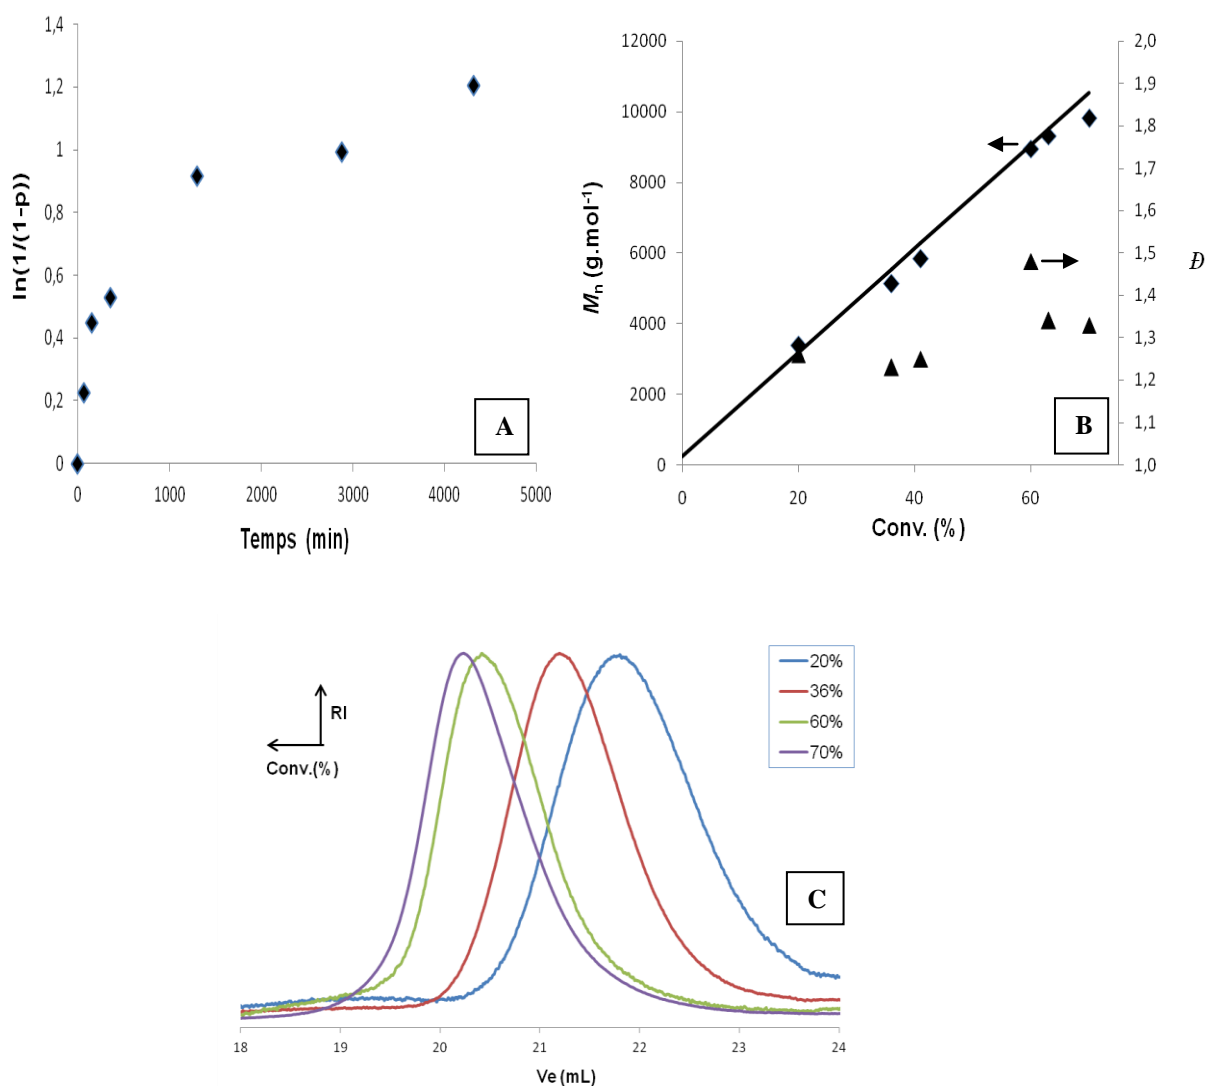 1,4
1,2
1
0,8
0,6
0,4
0,2
0
ln(1/(1-p))
0 1000 2000 3000 4000 5000
Temps (min)
A
12000
10000
8000
6000
4000
2000
0
Mn (g.mol-1)
2,0
1,9
1,8
1,7
1,6
1,5
1,4
1,3
1,2
1,1
1,0
Đ
0 20 40 60
Conv. (%)
B
RI
Conv.(%)
20%
36%
60%
70%
C
18 19 20 21 22 23 24
Ve (mL)